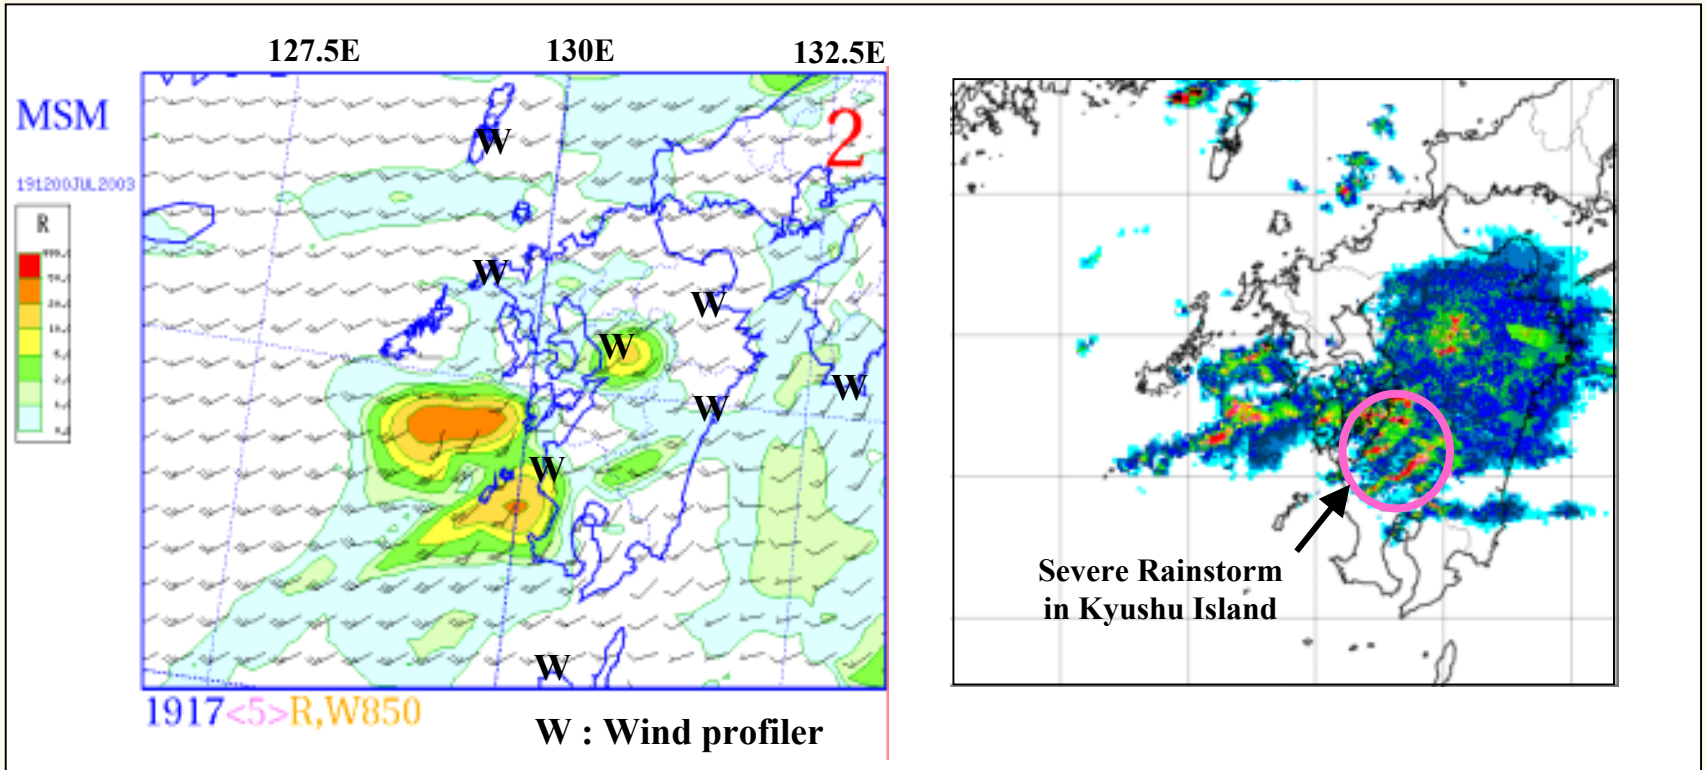 127.5E 130E 132.5E
MSM
2
191200JUL2003
R
W
W
W
W
W
W
W
W
1917<5>R,W850
W : Wind profiler
Severe Rainstorm
in Kyushu Island